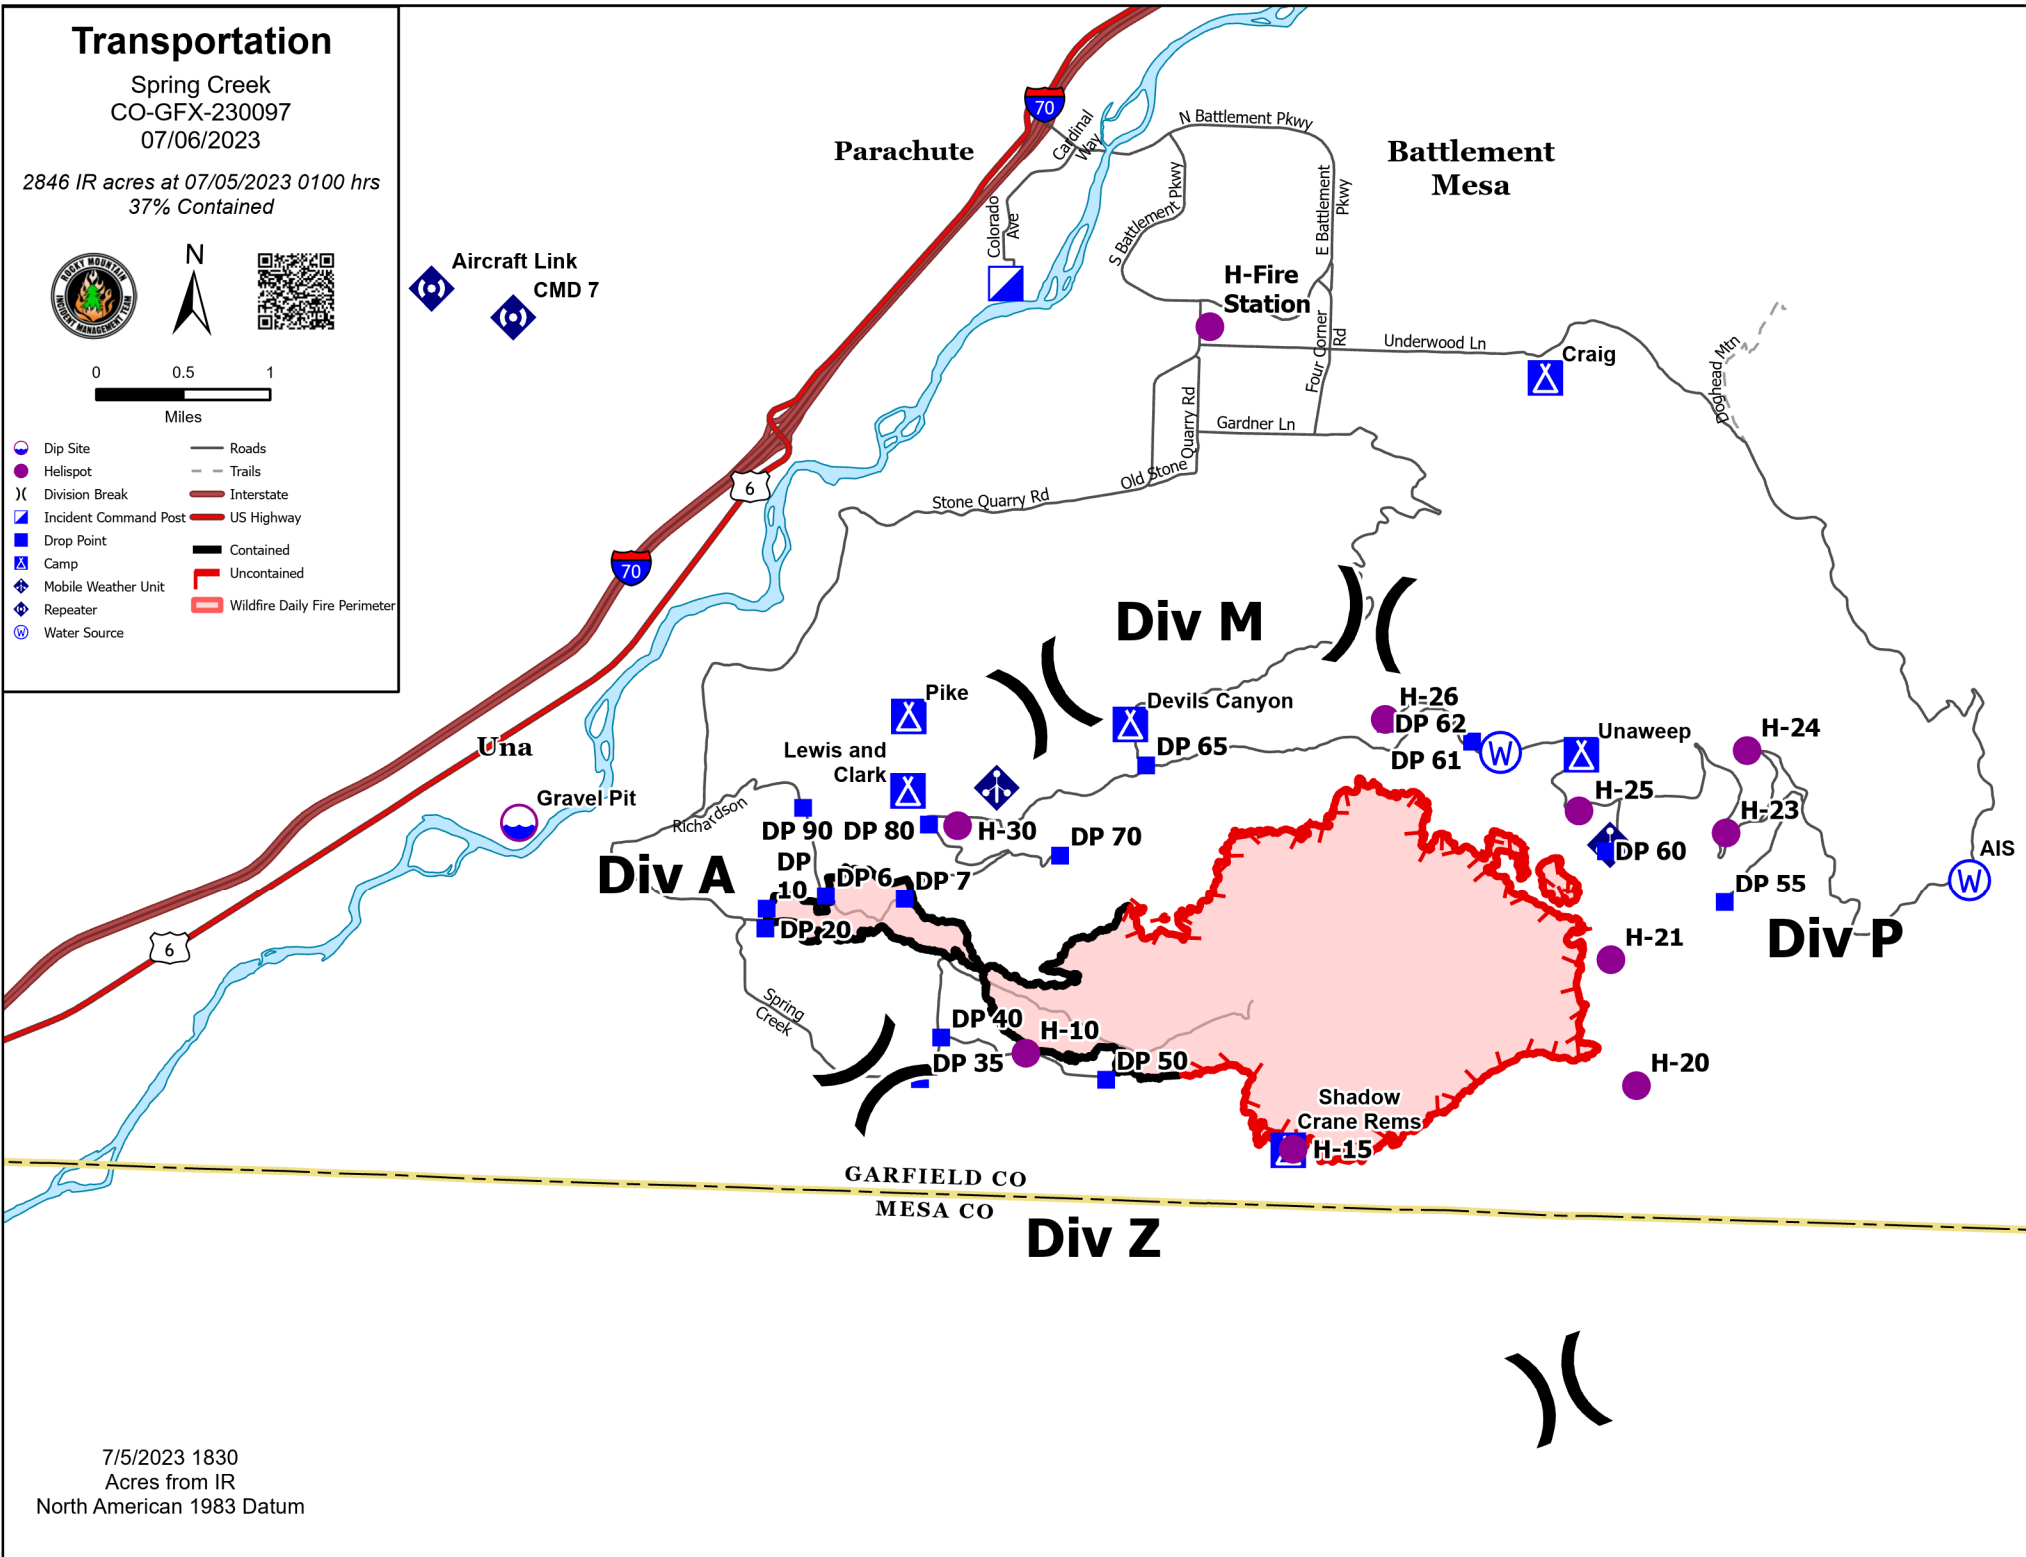 Transportation
Spring Creek
CO-GFX-230097
07/06/2023
2846 IR acres at 07/05/2023 0100 hrs
37% Contained
ROCKY MOUNTAIN
INCIDENT MANAGEMENT TEAM
N
0 0.5 1
Miles
Dip Site
Helispot
Division Break
Incident Command Post
Drop Point
Camp
Mobile Weather Unit
Repeater
W Water Source
Roads
Trails
Interstate
US Highway
Contained
Uncontained
Wildfire Daily Fire Perimeter
Aircraft Link
CMD 7
70
Parachute
Cardinal
Way
Colorado
Ave
N Battlement Pkwy
S Battlement Pkwy
E Battlement
Pkwy
Battlement
Mesa
H-Fire
Station
Four Corner
Rd
Underwood Ln
Craig
Doghead Mtn
Quarry Rd
Gardner Ln
Old Stone
Stone Quarry Rd
6
70
Div M
Pike
Devils Canyon
H-26
DP 62
DP 61
W
Unaweep
H-24
Una
Lewis and
Clark
DP 65
Gravel Pit
Richardson
DP 90
DP 80
H-30
DP 70
H-25
H-23
DP 60
AIS
W
Div A
DP
10
DP 6
DP 7
DP 55
DP 20
Div P
H-21
6
Spring
Creek
DP 40
H-10
DP 35
DP 50
H-20
Shadow
Crane Rems
H-15
GARFIELD CO
MESA CO
Div Z
7/5/2023 1830
Acres from IR
North American 1983 Datum